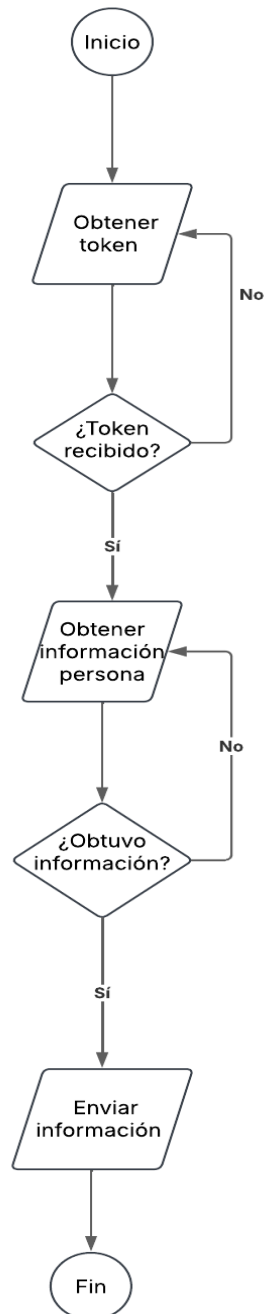 Inicio
Obtener
token
No
¿Token
recibido?
Sí
Obtener
información
persona
No
¿Obtuvo
información?
Sí
Enviar
información
Fin